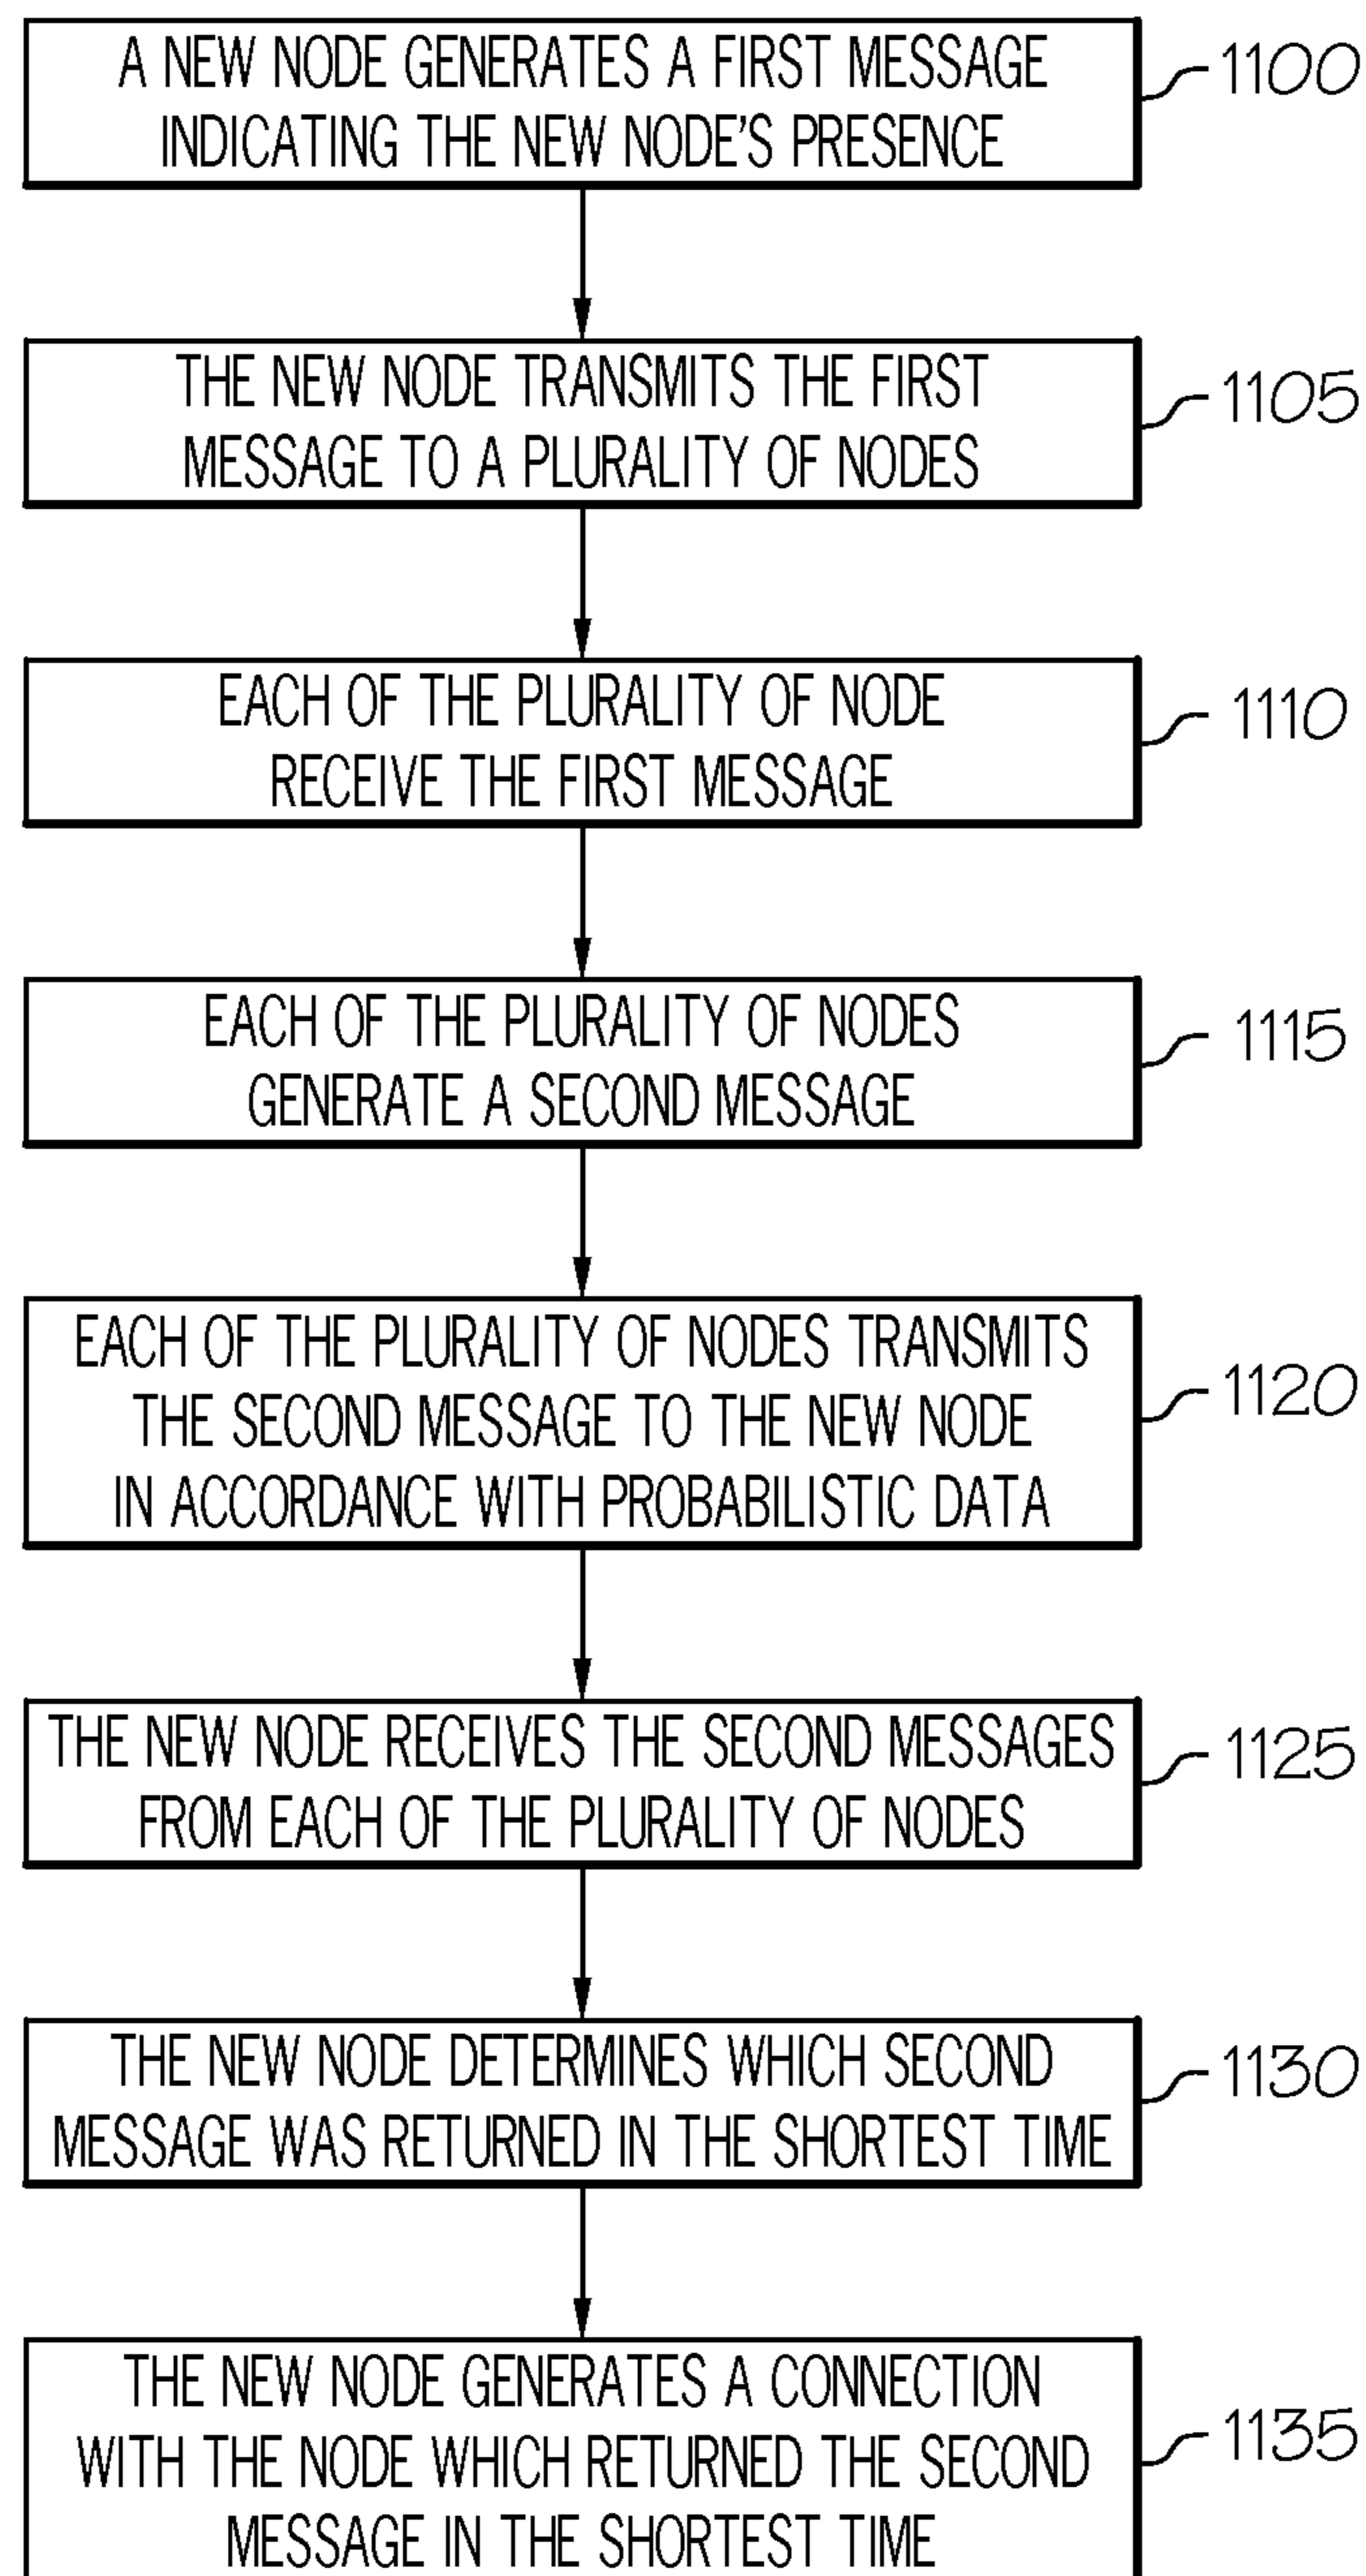 A NEW NODE GENERATES A FIRST MESSAGE
INDICATING THE NEW NODE'S PRESENCE
1100
THE NEW NODE TRANSMITS THE FIRST
MESSAGE TO A PLURALITY OF NODES
1105
EACH OF THE PLURALITY OF NODE
RECEIVE THE FIRST MESSAGE
1110
EACH OF THE PLURALITY OF NODES
GENERATE A SECOND MESSAGE
1115
EACH OF THE PLURALITY OF NODES TRANSMITS
THE SECOND MESSAGE TO THE NEW NODE
IN ACCORDANCE WITH PROBABILISTIC DATA
1120
THE NEW NODE RECEIVES THE SECOND MESSAGES
FROM EACH OF THE PLURALITY OF NODES
1125
THE NEW NODE DETERMINES WHICH SECOND
MESSAGE WAS RETURNED IN THE SHORTEST TIME
1130
THE NEW NODE GENERATES A CONNECTION
WITH THE NODE WHICH RETURNED THE SECOND
MESSAGE IN THE SHORTEST TIME
1135